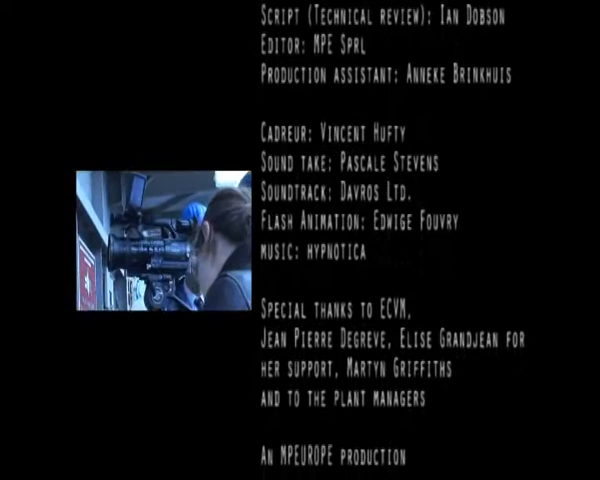 Script (Technical review): Ian Dobson
Editor: MPE Sprl
Production assistant: Anneke Brinkhuis
Cadreur: Vincent Hufty
Sound take: Pascale Stevens
Soundtrack: Davros Ltd.
Flash Animation: Edwige Fouvry
music: hypnotica
Special thanks to ECVM,
Jean Pierre Degreve, Elise Grandjean for
her support, Martyn Griffiths
and to the plant managers
An MPEUROPE production